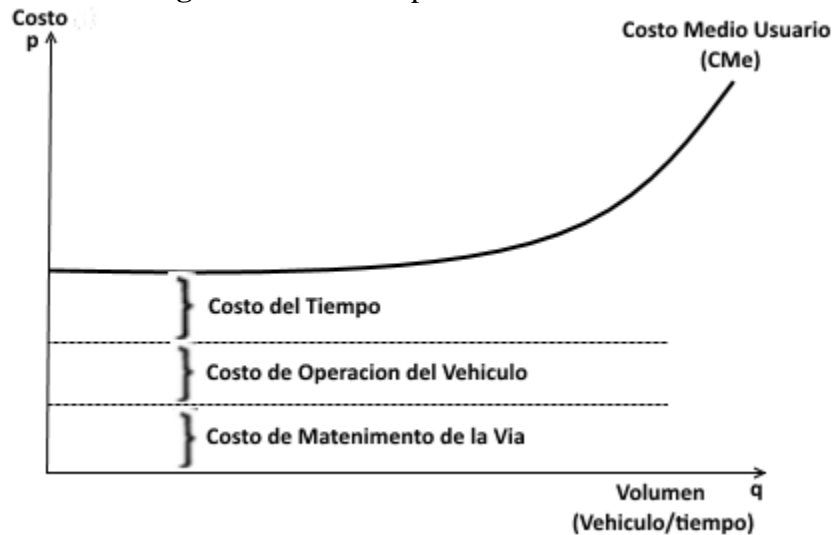 Costo
p
Costo Medio Usuario
(CMe)
Costo del Tiempo
Costo de Operacion del Vehiculo
Costo de Matenimento de la Via
Volumen q
(Vehiculo/tiempo)